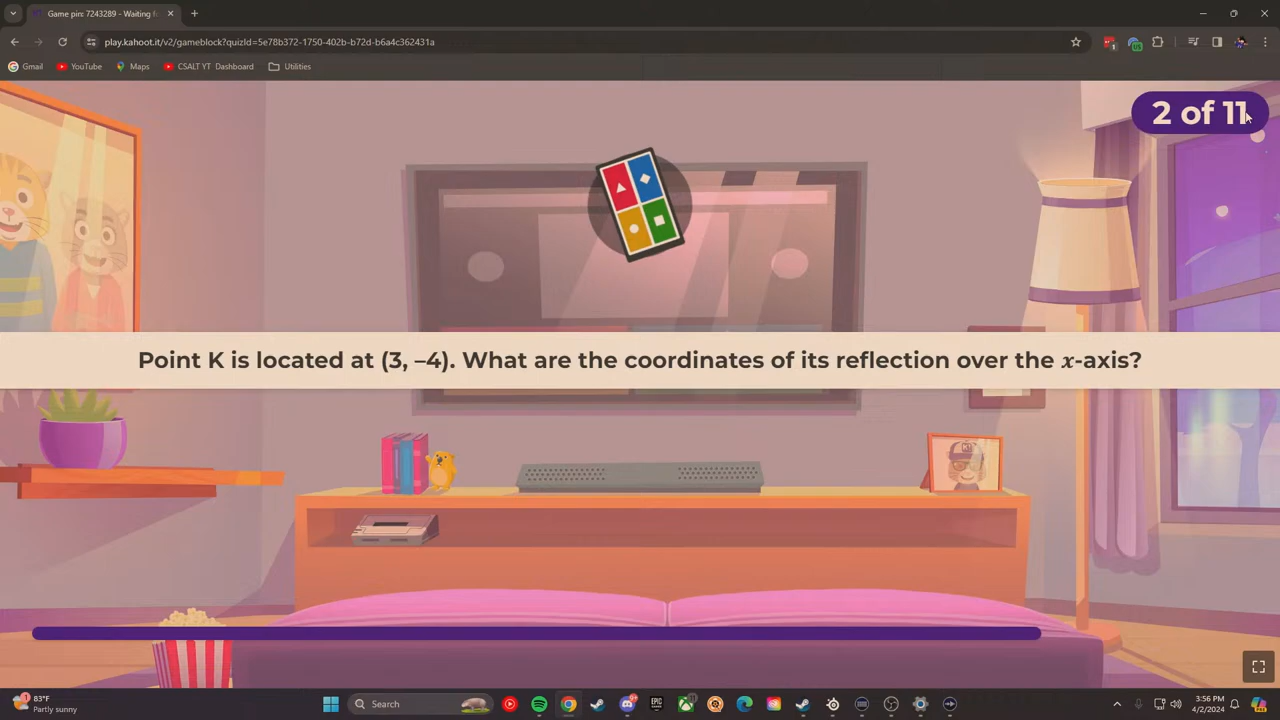 Game pin: 7243289 - Waiting f
play.kahoot.it/v2/gameblock?quizId=5e78b372-1750-402b-b72d-b6a4c362431a
Gmail
YouTube
Maps
CSALT YT Dashboard
Utilities
2 of 11
Point K is located at (3, –4). What are the coordinates of its reflection over the x-axis?
83°F
Partly sunny
Search
3:56 PM
4/2/2024